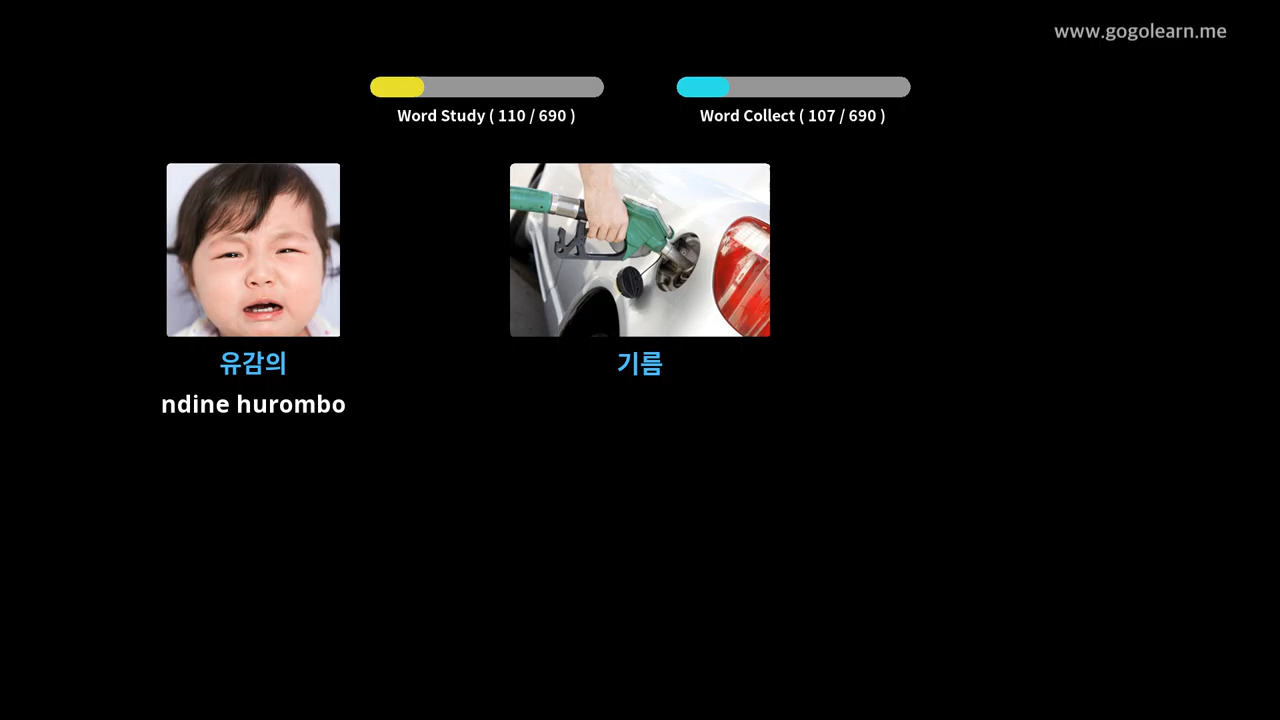 www.gogolearn.me
Word Study ( 110 / 690 )
Word Collect ( 107 / 690 )
유감의
기름
ndine hurombo